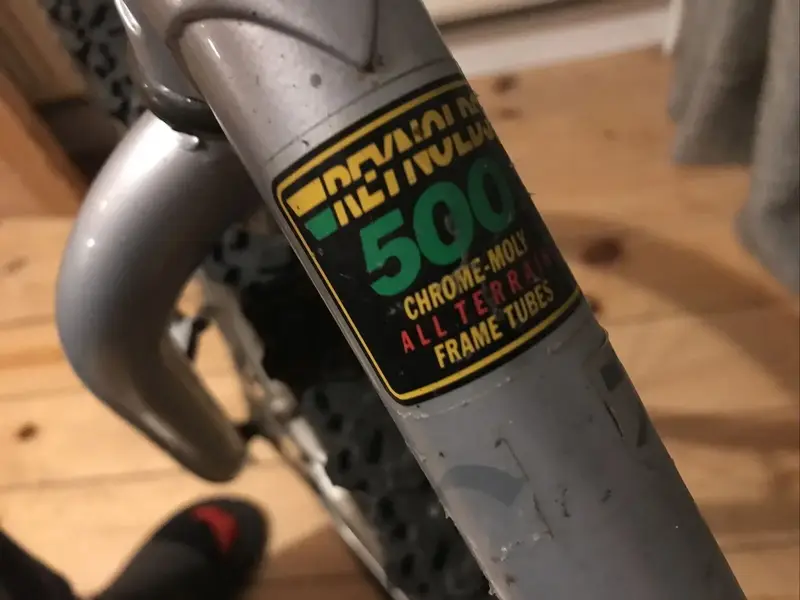 REYNOLDS
500
CHROME-MOLY
ALL TERRAIN
FRAME TUBES